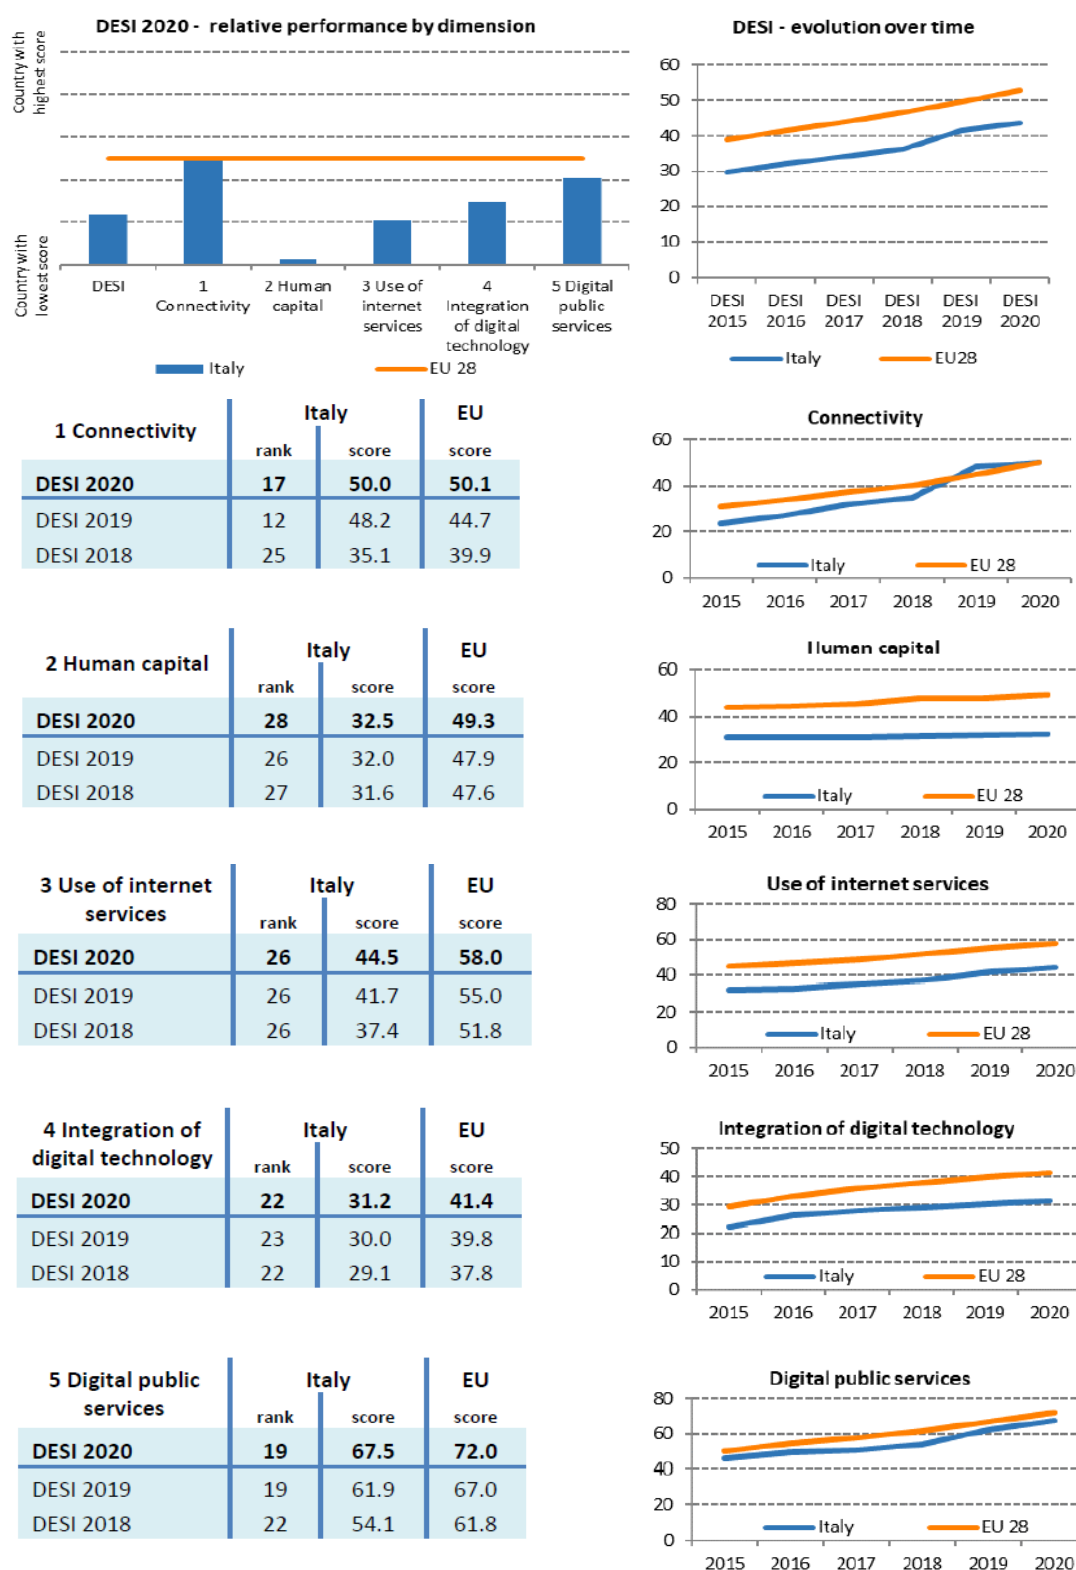 DESI 2020 - relative performance by dimension
Country with
highest score
Country with
lowest score
DESI
1
Connectivity
2 Human
capital
3 Use of
internet
services
4
Integration
of digital
technology
5 Digital
public
services
Italy
EU 28
DESI - evolution over time
60
50
40
30
20
10
0
DESI
2015
DESI
2016
DESI
2017
DESI
2018
DESI
2019
DESI
2020
Italy
EU28
1 Connectivity
Italy
EU
rank score score
DESI 2020 17 50.0 50.1
DESI 2019 12 48.2 44.7
DESI 2018 25 35.1 39.9
Connectivity
60
40
20
0
Italy
EU 28
2015 2016 2017 2018 2019 2020
2 Human capital
Italy
EU
rank score score
DESI 2020 28 32.5 49.3
DESI 2019 26 32.0 47.9
DESI 2018 27 31.6 47.6
Human capital
60
40
20
0
Italy
EU 28
2015 2016 2017 2018 2019 2020
3 Use of internet
services
Italy
EU
rank score score
DESI 2020 26 44.5 58.0
DESI 2019 26 41.7 55.0
DESI 2018 26 37.4 51.8
Use of internet services
80
60
40
20
0
Italy
EU 28
2015 2016 2017 2018 2019 2020
4 Integration of
digital technology
Italy
EU
rank score score
DESI 2020 22 31.2 41.4
DESI 2019 23 30.0 39.8
DESI 2018 22 29.1 37.8
Integration of digital technology
50
40
30
20
10
0
Italy
EU 28
2015 2016 2017 2018 2019 2020
5 Digital public
services
Italy
EU
rank score score
DESI 2020 19 67.5 72.0
DESI 2019 19 61.9 67.0
DESI 2018 22 54.1 61.8
Digital public services
80
60
40
20
0
Italy
EU 28
2015 2016 2017 2018 2019 2020